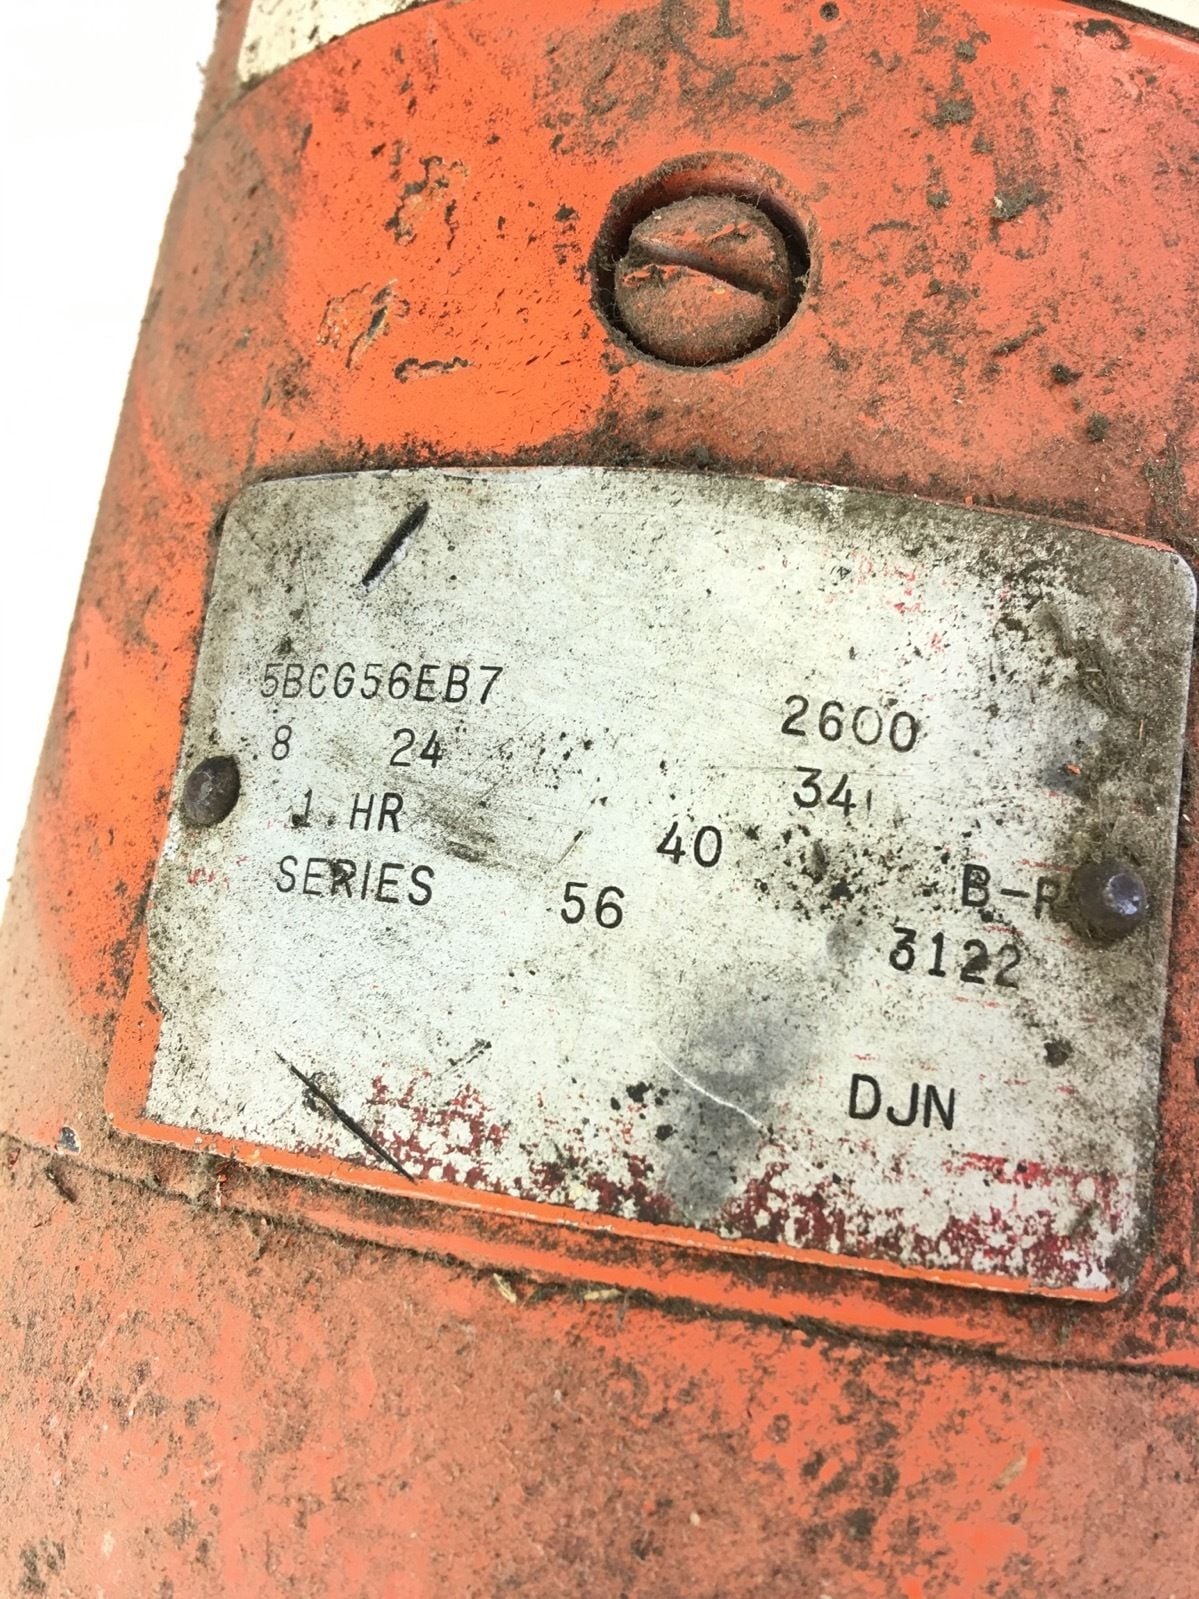 5BCG56EB7 2600
.8 24 34
1 HR 40
SERIES 56 3122
DJN